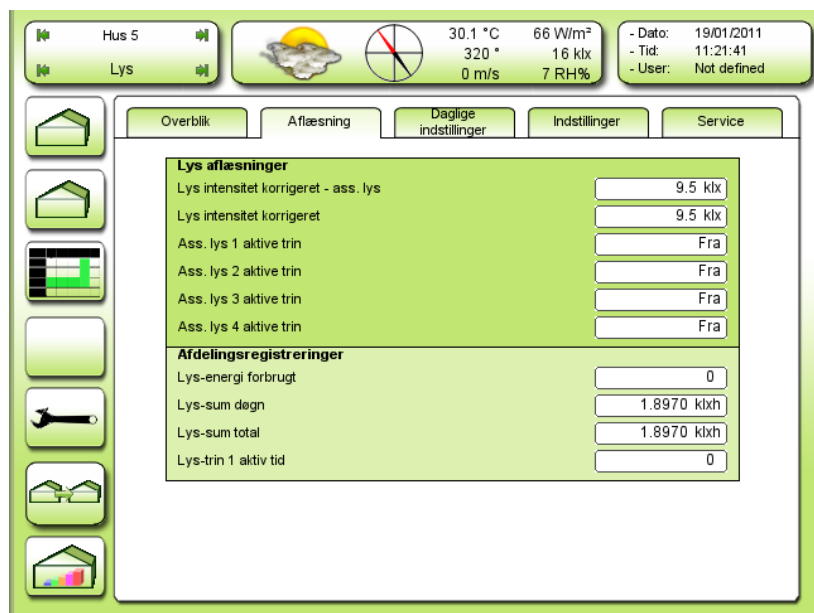 Hus 5
Lys
30.1 °C 66 W/m²
320 ° 16 klx
0 m/s 7 RH%
- Dato: 19/01/2011
- Tid: 11:21:41
- User: Not defined
Overblik
Aflæsning
Daglige
indstillinger
Indstillinger
Service
Lys aflæsninger
Lys intensitet korrigeret - ass. lys 9.5 klx
Lys intensitet korrigeret 9.5 klx
Ass. lys 1 aktive trin Fra
Ass. lys 2 aktive trin Fra
Ass. lys 3 aktive trin Fra
Ass. lys 4 aktive trin Fra
Afdelingsregistreringer
Lys-energi forbrugt 0
Lys-sum døgn 1.8970 klxh
Lys-sum total 1.8970 klxh
Lys-trin 1 aktiv tid 0